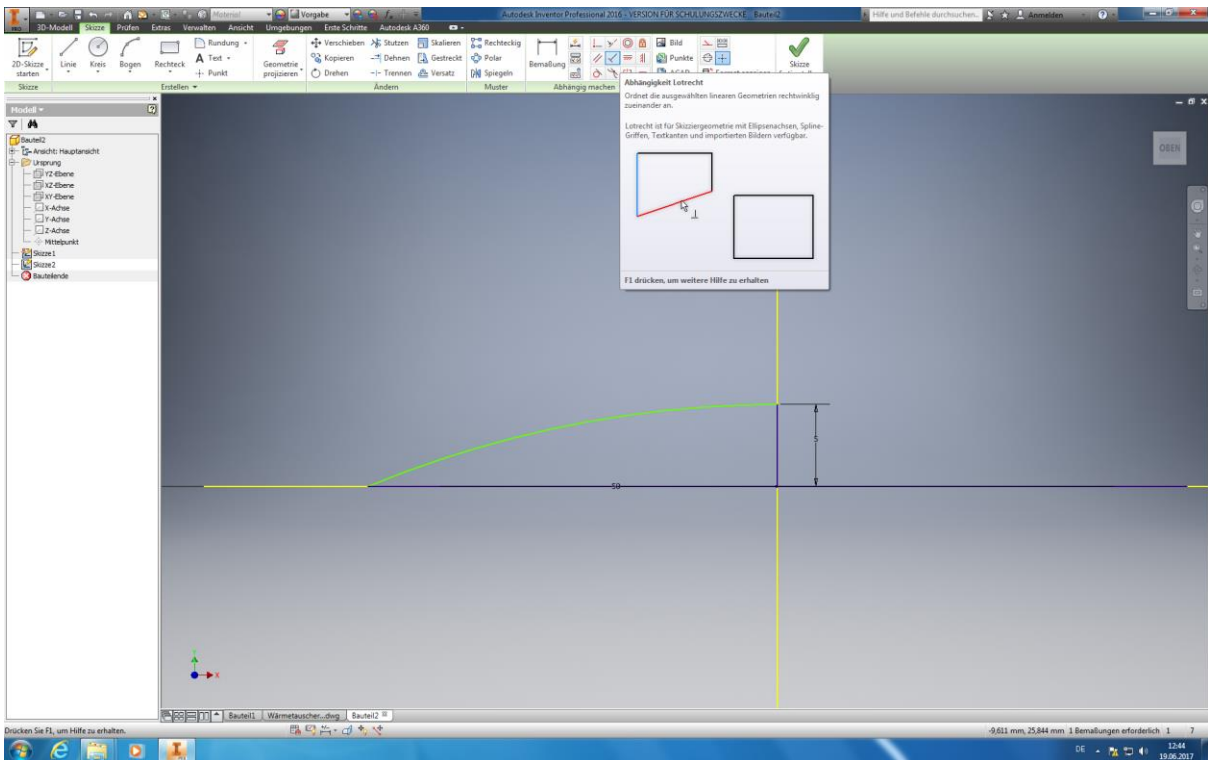 Material
Vorgabe
Autodesk Inventor Professional 2016 - VERSION FÜR SCHULUNGSZWECKE Bauteil2
Hilfe und Befehle durchsuchen...
Anmelden
3D-Modell Skizze Prüfen Extras Verwalten Ansicht Umgebungen Erste Schritte Autodesk A360
2D-Skizze starten
Linie
Kreis
Bogen
Rechteck
Rundung
Text
Punkt
Geometrie projizieren
Verschieben
Kopieren
Drehen
Stutzen
Dehnen
Trennen
Skalieren
Gestreckt
Versatz
Rechteckig
Polar
Spiegeln
Bemaßung
Bild
Punkte
ACAD
Skizze
Skizze
Erstellen
Ändern
Muster
Abhängig machen
Abhängigkeit Lotrecht
Ordnet die ausgewählten linearen Geometrien rechtwinklig
zueinander an.
Lotrecht ist für Skizziergeometrie mit Ellipsenachsen, Spline-
Griffen, Textkanten und importierten Bildern verfügbar.
F1 drücken, um weitere Hilfe zu erhalten
Modell
Bauteil2
Ansicht: Hauptansicht
Ursprung
YZ-Ebene
XZ-Ebene
XY-Ebene
X-Achse
Y-Achse
Z-Achse
Mittelpunkt
Skizze1
Skizze2
Bauteilende
OBEN
5
50
Y
X
Bauteil1
Wärmetauscher...dwg
Bauteil2
Drücken Sie F1, um Hilfe zu erhalten.
-9,611 mm, 25,844 mm 1 Bemaßungen erforderlich 1 7
DE
12:44
19.06.2017